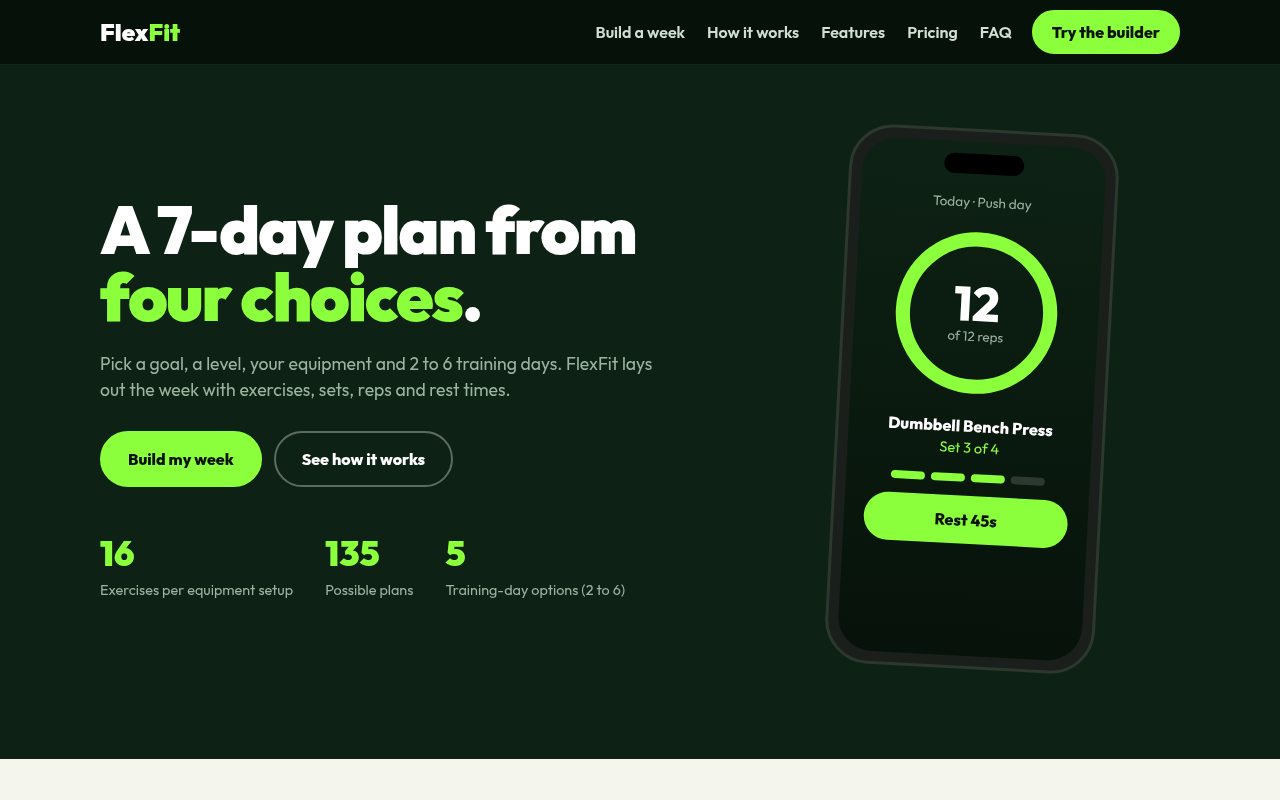 FlexFit
Build a week
How it works
Features
Pricing
FAQ
Try the builder
A 7-day plan from
four choices.
Pick a goal, a level, your equipment and 2 to 6 training days. FlexFit lays
out the week with exercises, sets, reps and rest times.
Build my week
See how it works
16
Exercises per equipment setup
135
Possible plans
5
Training-day options (2 to 6)
Today · Push day
12
of 12 reps
Dumbbell Bench Press
Set 3 of 4
Rest 45s